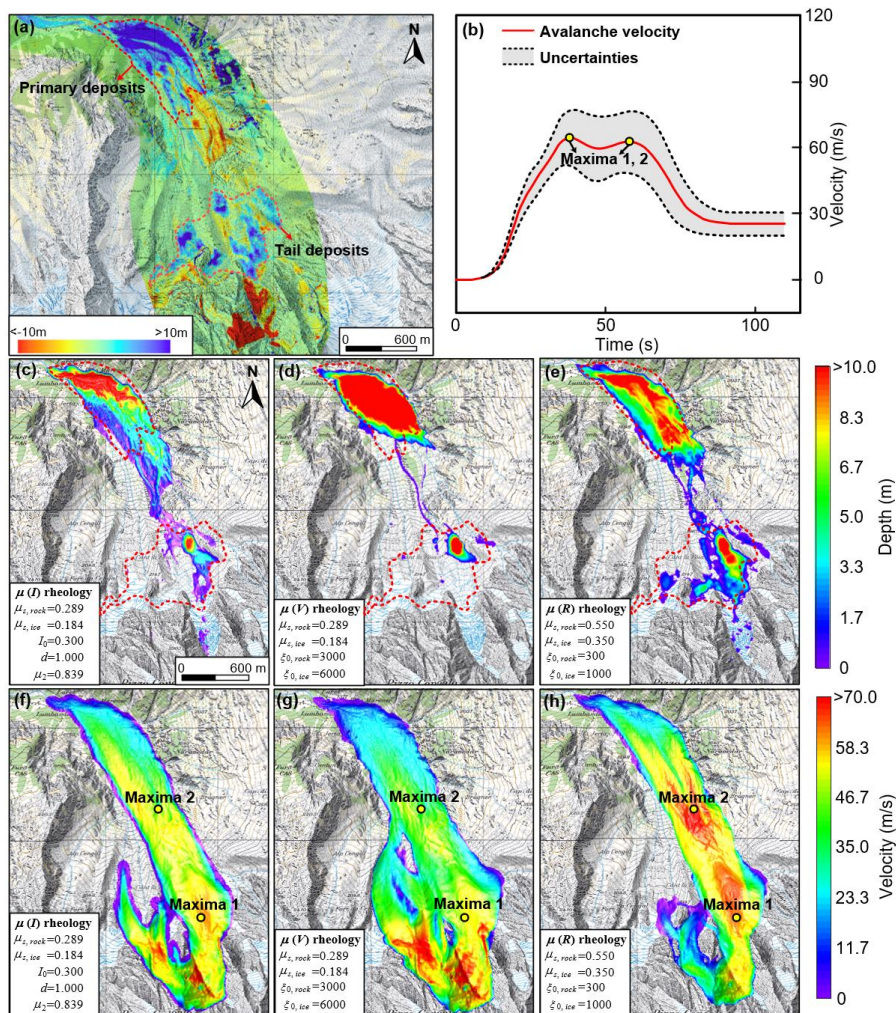 (a)
N
Primary deposits
Tail deposits
<-10m >10m
0 600 m
(b)
Avalanche velocity
Uncertainties
Maxima 1, 2
120
90
60
30
0
Velocity (m/s)
0 50 100
Time (s)
(c)
N
μ (I) rheology
μz, rock=0.289
μz, ice=0.184
I0=0.300
d=1.000
μ2=0.839
0 600 m
(d)
μ (V) rheology
μz, rock=0.289
μz, ice=0.184
ξ0, rock=3000
ξ0, ice=6000
(e)
μ (R) rheology
μz, rock=0.550
μz, ice=0.350
ξ0, rock=300
ξ0, ice=1000
>10.0
8.3
6.7
5.0
3.3
1.7
0
Depth (m)
(f)
Maxima 2
Maxima 1
μ (I) rheology
μz, rock=0.289
μz, ice=0.184
I0=0.300
d=1.000
μ2=0.839
(g)
Maxima 2
Maxima 1
μ (V) rheology
μz, rock=0.289
μz, ice=0.184
ξ0, rock=3000
ξ0, ice=6000
(h)
Maxima 2
Maxima 1
μ (R) rheology
μz, rock=0.550
μz, ice=0.350
ξ0, rock=300
ξ0, ice=1000
>70.0
58.3
46.7
35.0
23.3
11.7
0
Velocity (m/s)